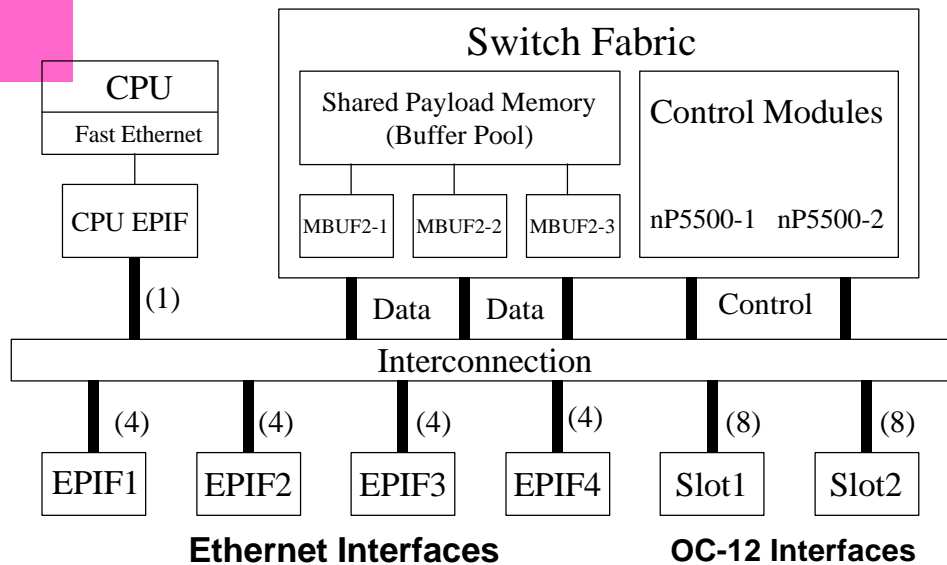 Switch Fabric
CPU
Fast Ethernet
CPU EPIF
Shared Payload Memory
(Buffer Pool)
MBUF2-1
MBUF2-2
MBUF2-3
Control Modules
nP5500-1 nP5500-2
(1)
Data
Data
Control
Interconnection
(4)
(4)
(4)
(4)
(8)
(8)
EPIF1
EPIF2
EPIF3
EPIF4
Slot1
Slot2
Ethernet Interfaces
OC-12 Interfaces